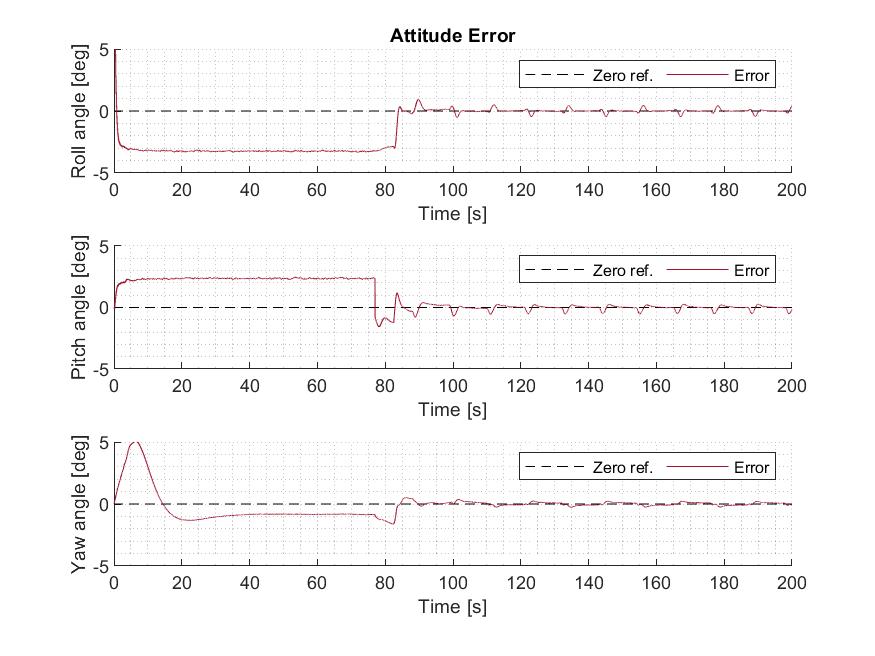 Attitude Error
Roll angle [deg]
5
0
-5
Zero ref. Error
0 20 40 60 80 100 120 140 160 180 200
Time [s]
Pitch angle [deg]
5
0
-5
Zero ref. Error
0 20 40 60 80 100 120 140 160 180 200
Time [s]
Yaw angle [deg]
5
0
-5
Zero ref. Error
0 20 40 60 80 100 120 140 160 180 200
Time [s]